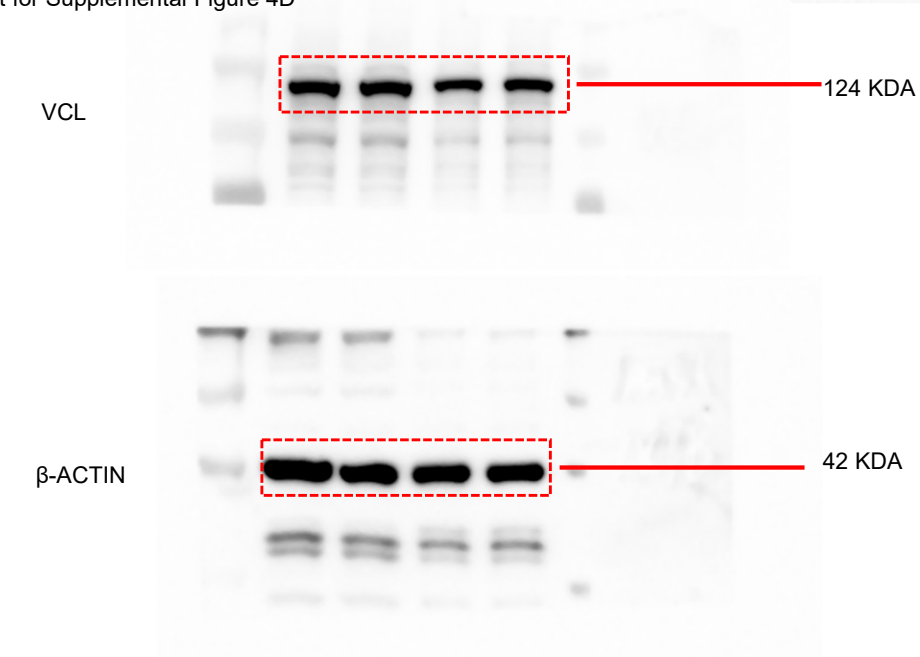 t for Supplemental Figure 4D
VCL
124 KDA
β-ACTIN
42 KDA